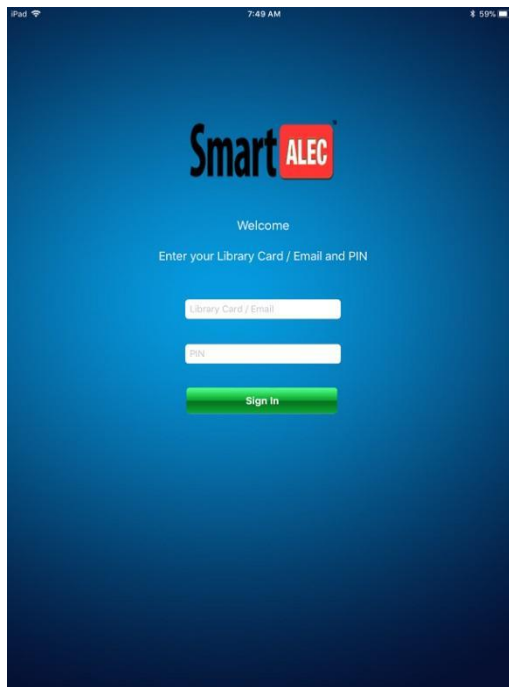 iPad 7:49 AM 59%
Smart ALEC
Welcome
Enter your Library Card / Email and PIN
Library Card / Email
PIN
Sign In